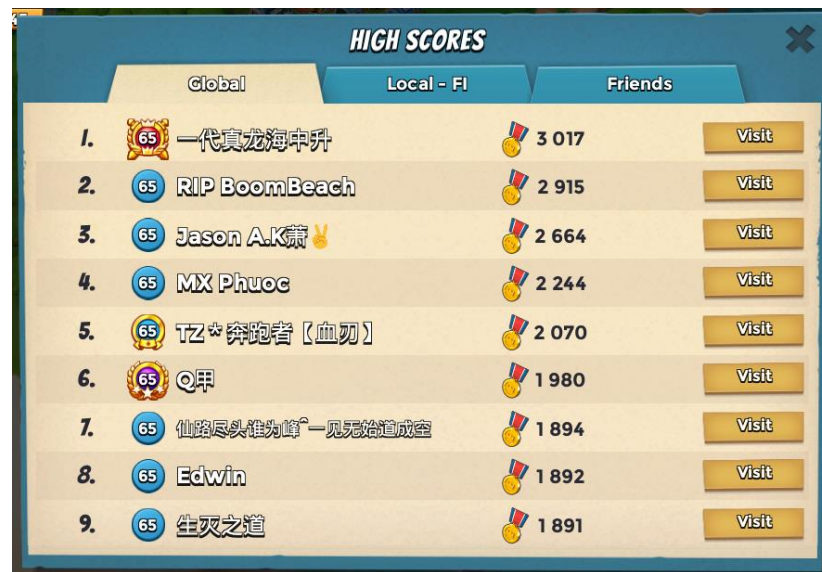 HIGH SCORES
Global Local - FI Friends
1. 65 一代真龙海中升 3 017 Visit
2. 65 RIP BoomBeach 2 915 Visit
3. 65 Jason A.K萧✌ 2 664 Visit
4. 65 MX Phuoc 2 244 Visit
5. 65 TZ*奔跑者【血刃】 2 070 Visit
6. 65 Q甲 1 980 Visit
7. 65 仙路尽头谁为峰^一见无始道成空 1 894 Visit
8. 65 Edwin 1 892 Visit
9. 65 生灭之道 1 891 Visit